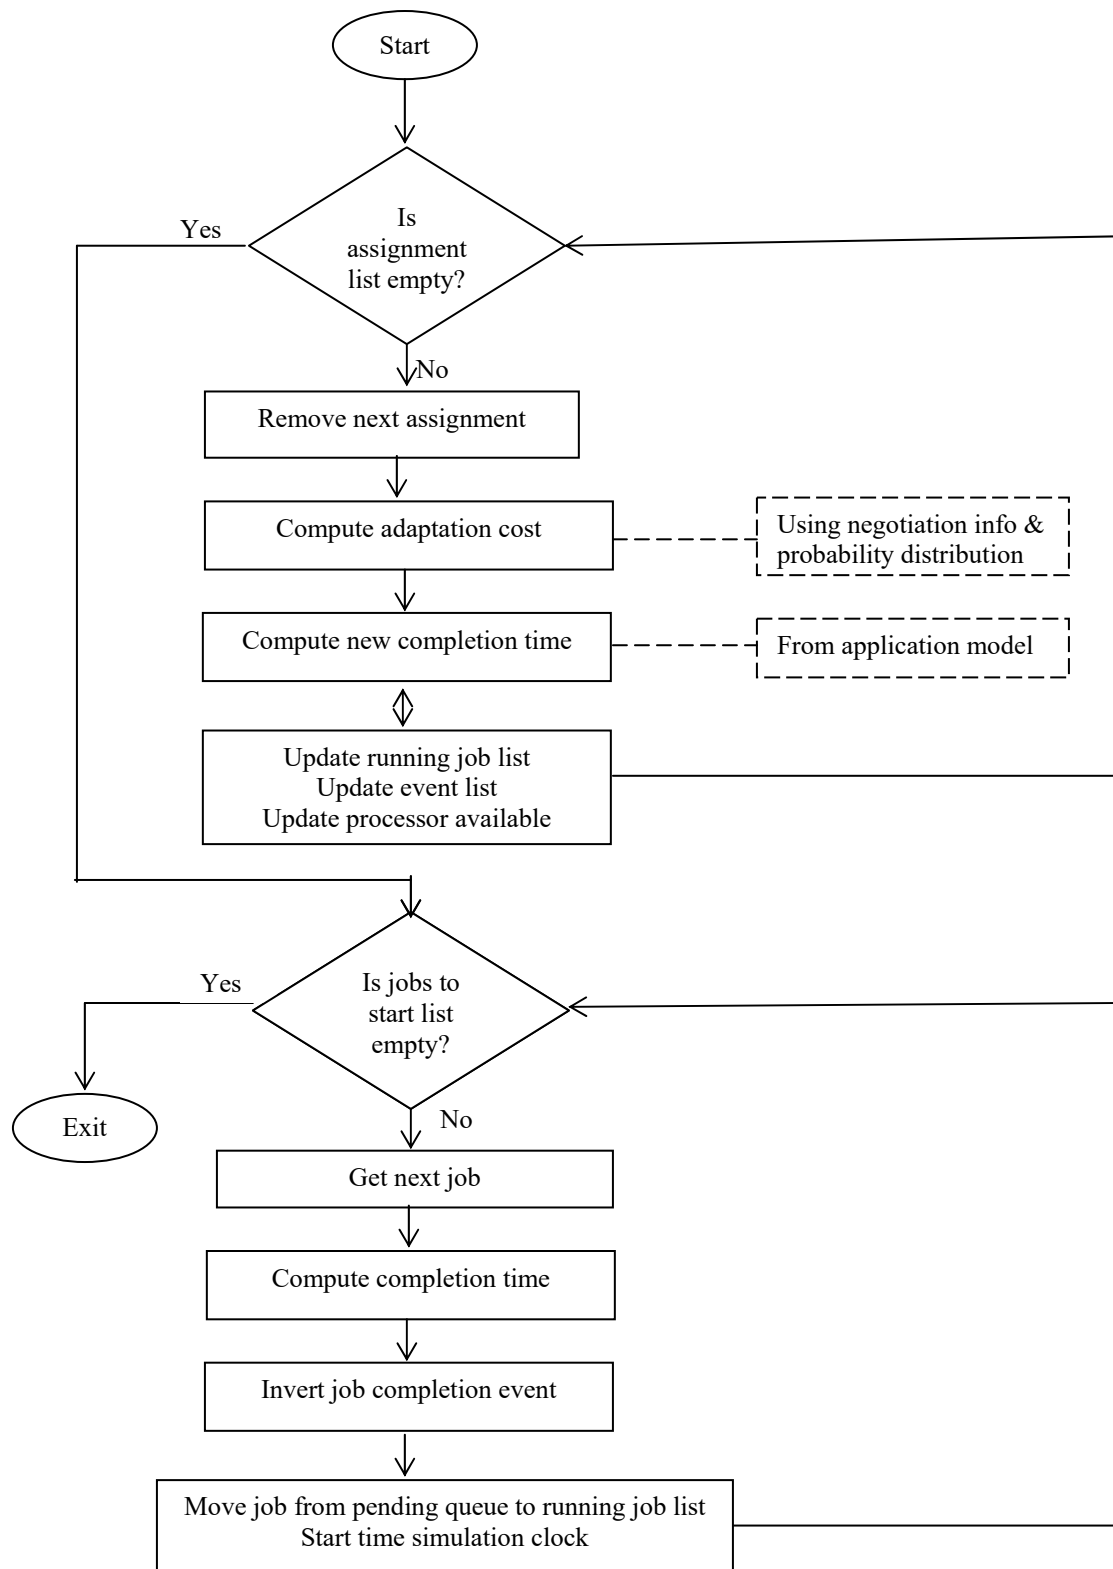 Start
Yes
Is
assignment
list empty?
No
Remove next assignment
Compute adaptation cost
Using negotiation info &
probability distribution
Compute new completion time
From application model
Update running job list
Update event list
Update processor available
Yes
Is jobs to
start list
empty?
Exit
No
Get next job
Compute completion time
Invert job completion event
Move job from pending queue to running job list
Start time simulation clock